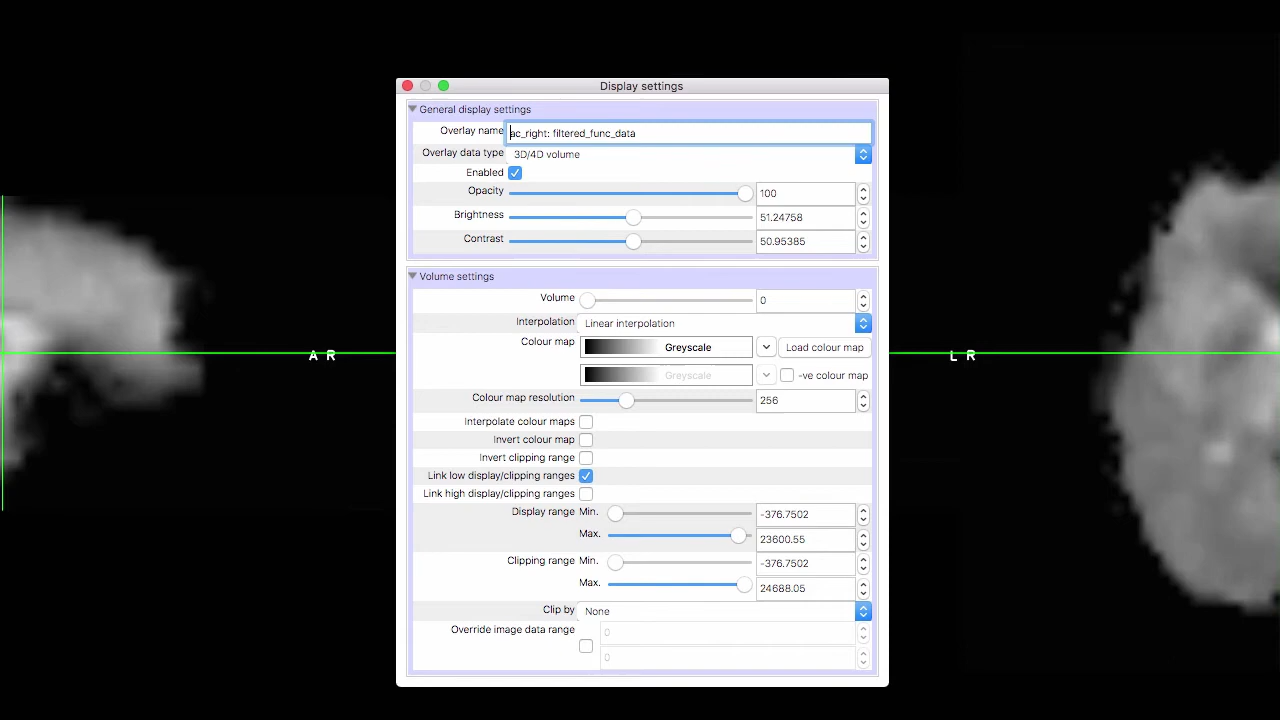 Display settings
General display settings
Overlay name ac_right: filtered_func_data
Overlay data type 3D/4D volume
Enabled
Opacity 100
Brightness 51.24758
Contrast 50.95385
Volume settings
Volume 0
Interpolation Linear interpolation
Colour map Greyscale Load colour map
Greyscale -ve colour map
Colour map resolution 256
Interpolate colour maps
Invert colour map
Invert clipping range
Link low display/clipping ranges
Link high display/clipping ranges
Display range Min. -376.7502
Max. 23600.55
Clipping range Min. -376.7502
Max. 24688.05
Clip by None
Override image data range 0
0
A R
L R